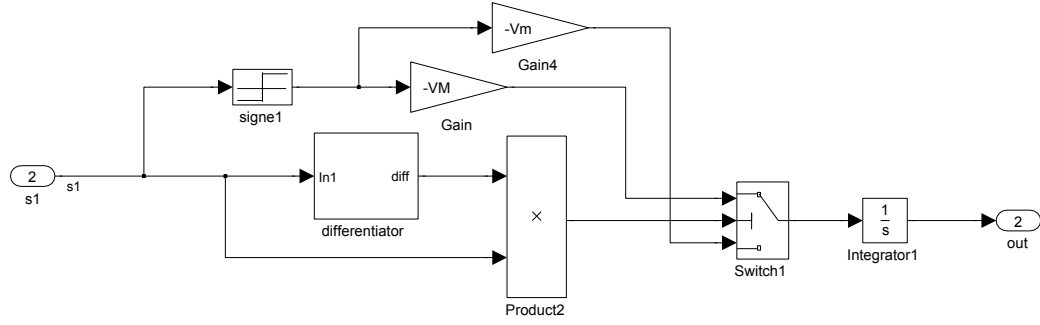 -Vm
Gain4
-VM
Gain
signe1
2
s1
s1
In1
diff
differentiator
×
Product2
Switch1
1
s
Integrator1
2
out